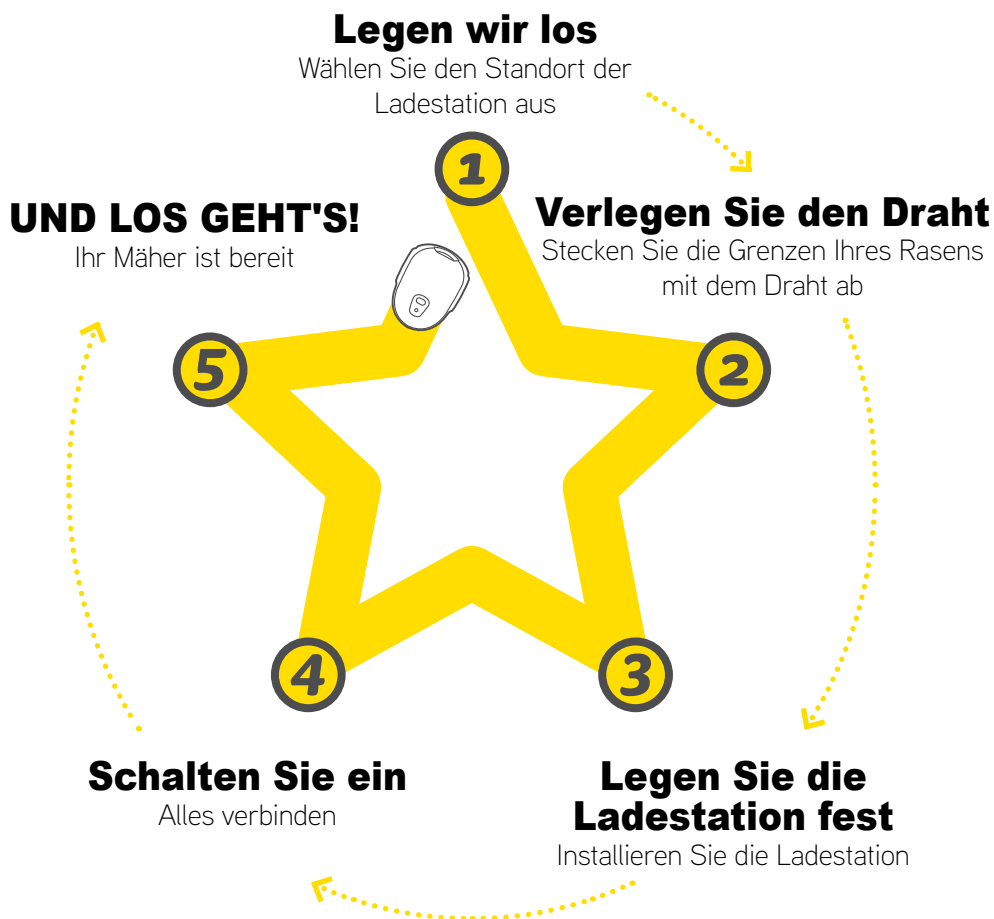 Legen wir los
Wählen Sie den Standort der
Ladestation aus
1
Verlegen Sie den Draht
Stecken Sie die Grenzen Ihres Rasens
mit dem Draht ab
2
3
Legen Sie die
Ladestation fest
Installieren Sie die Ladestation
4
Schalten Sie ein
Alles verbinden
5
UND LOS GEHT'S!
Ihr Mäher ist bereit